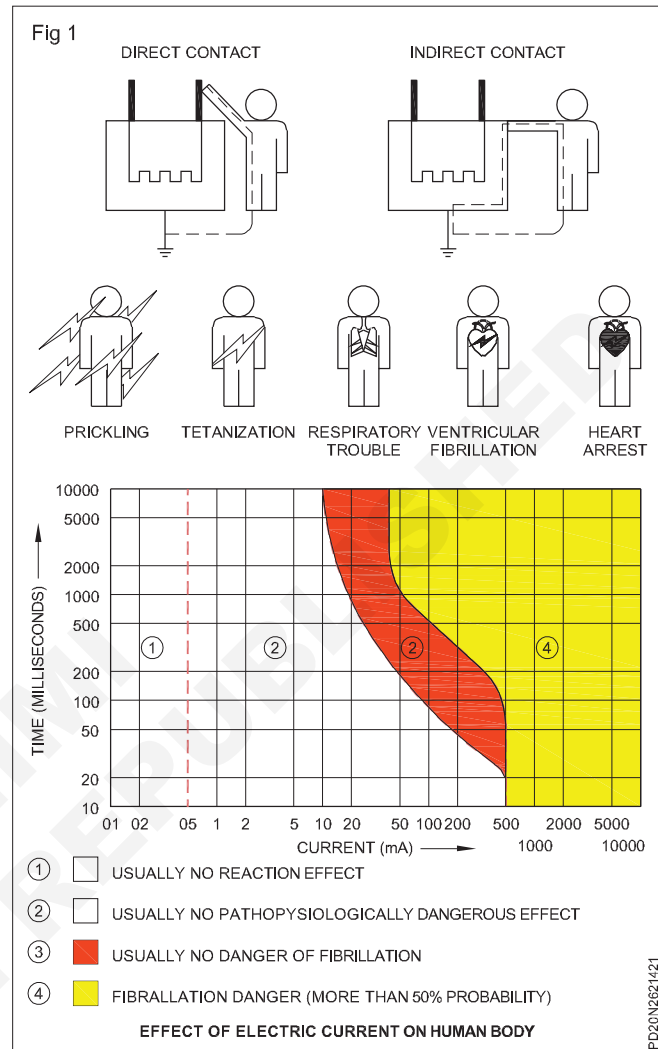 Fig 1
DIRECT CONTACT
INDIRECT CONTACT
PRICKLING
TETANIZATION
RESPIRATORY TROUBLE
VENTRICULAR FIBRILLATION
HEART ARREST
TIME (MILLISECONDS)
10000
5000
2000
1000
500
200
100
50
20
10
1
2
2
4
01 02 05 1 2 5 10 20 50 100 200 500 2000 5000
CURRENT (mA) 1000 10000
1 USUALLY NO REACTION EFFECT
2 USUALLY NO PATHOPYSIOLOGICALLY DANGEROUS EFFECT
3 USUALLY NO DANGER OF FIBRILLATION
4 FIBRALLATION DANGER (MORE THAN 50% PROBABILITY)
EFFECT OF ELECTRIC CURRENT ON HUMAN BODY
PD20N2621421